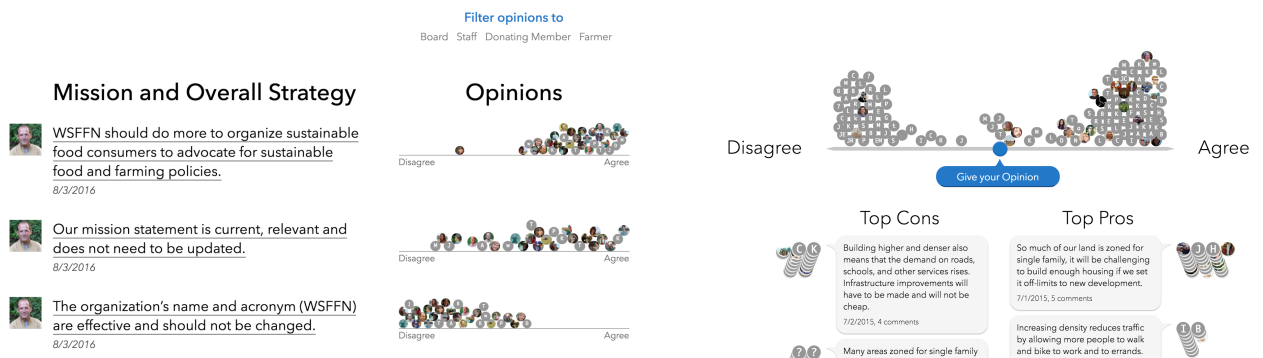 Filter opinions to
Board Staff Donating Member Farmer
Mission and Overall Strategy
Opinions
WSFFN should do more to organize sustainable
food consumers to advocate for sustainable
food and farming policies.
8/3/2016
Disagree
Agree
Our mission statement is current, relevant and
does not need to be updated.
8/3/2016
Disagree
Agree
The organization's name and acronym (WSFFN)
are effective and should not be changed.
8/3/2016
Disagree
Agree
Disagree
Agree
Give your Opinion
Top Cons
C K
Building higher and denser also
means that the demand on roads,
schools, and other services rises.
Infrastructure improvements will
have to be made and will not be
cheap.
7/2/2015, 4 comments
? ?
Many areas zoned for single family
Top Pros
So much of our land is zoned for
single family, it will be challenging
to build enough housing if we set
it off-limits to new development.
7/1/2015, 5 comments
J H
Increasing density reduces traffic
by allowing more people to walk
and bike to work and to errands.
I B